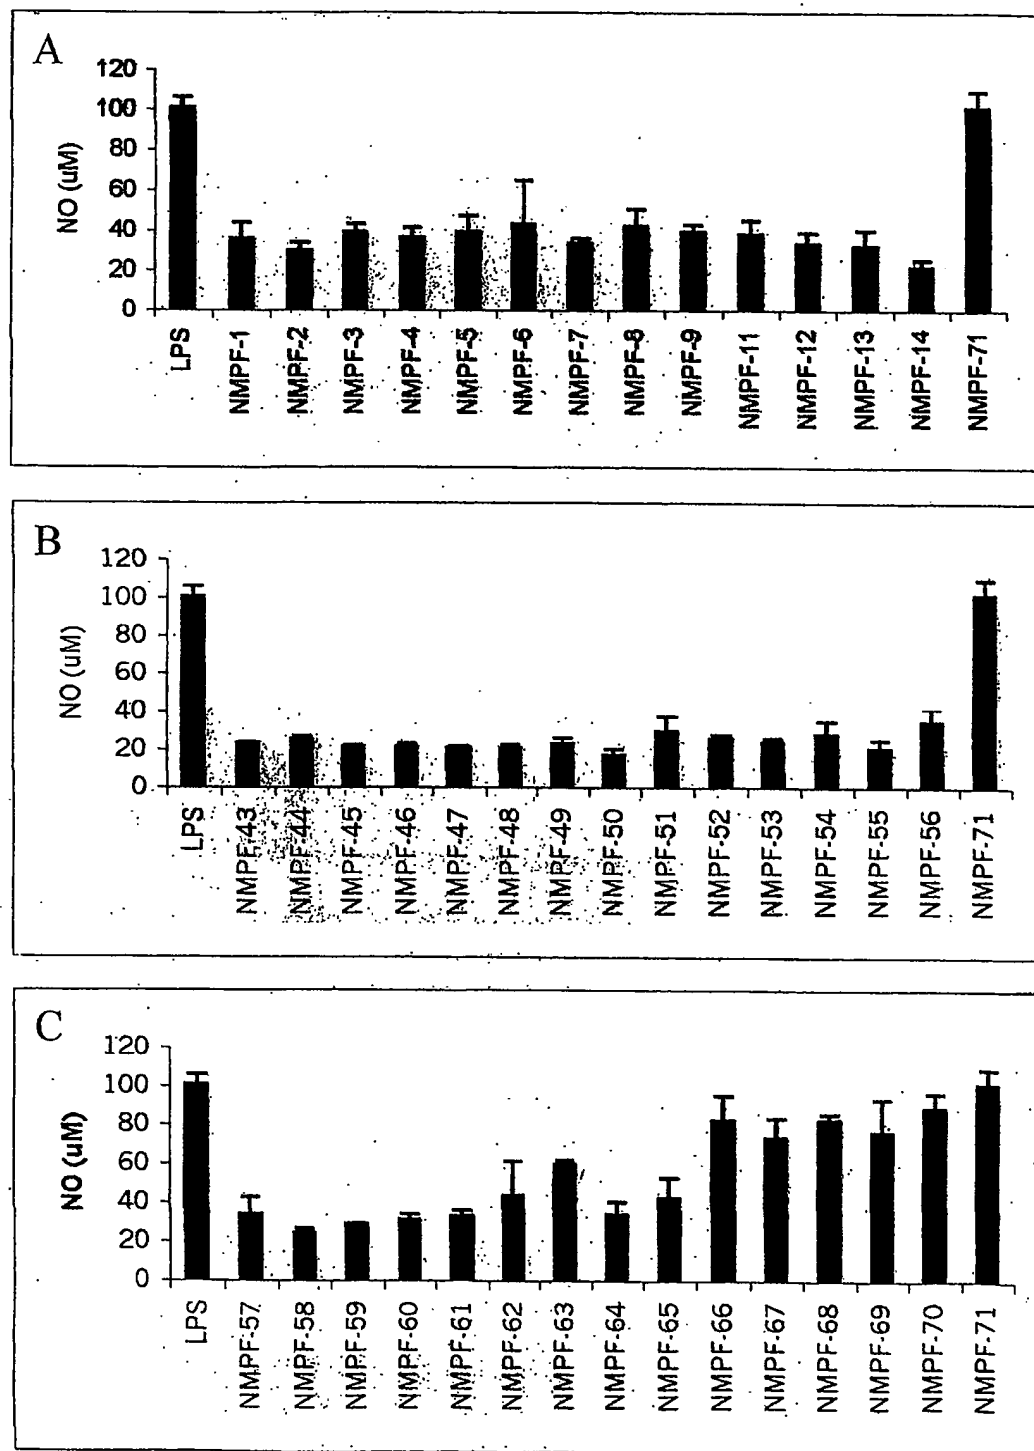 A
NO (uM)
120
100
80
60
40
20
0
LPS
NMPF-1
NMPF-2
NMPF-3
NMPF-4
NMPF-5
NMPF-6
NMPF-7
NMPF-8
NMPF-9
NMPF-11
NMPF-12
NMPF-13
NMPF-14
NMPF-71
B
NO (uM)
120
100
80
60
40
20
0
LPS
NMPF-43
NMPF-44
NMPF-45
NMPF-46
NMPF-47
NMPF-48
NMPF-49
NMPF-50
NMPF-51
NMPF-52
NMPF-53
NMPF-54
NMPF-55
NMPF-56
NMPF-71
C
NO (uM)
120
100
80
60
40
20
0
LPS
NMPF-57
NMPF-58
NMPF-59
NMPF-60
NMPF-61
NMPF-62
NMPF-63
NMPF-64
NMPF-65
NMPF-66
NMPF-67
NMPF-68
NMPF-69
NMPF-70
NMPF-71